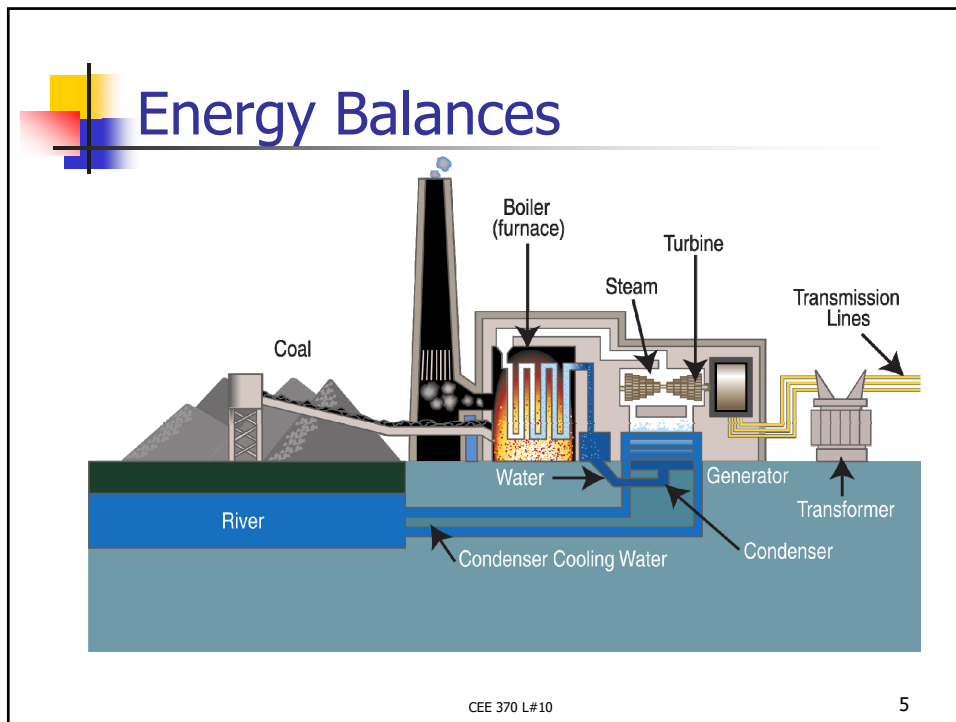 Energy Balances
Boiler
(furnace)
Turbine
Steam
Transmission
Lines
Coal
Water
Generator
River
Transformer
Condenser Cooling Water
Condenser
CEE 370 L#10
5